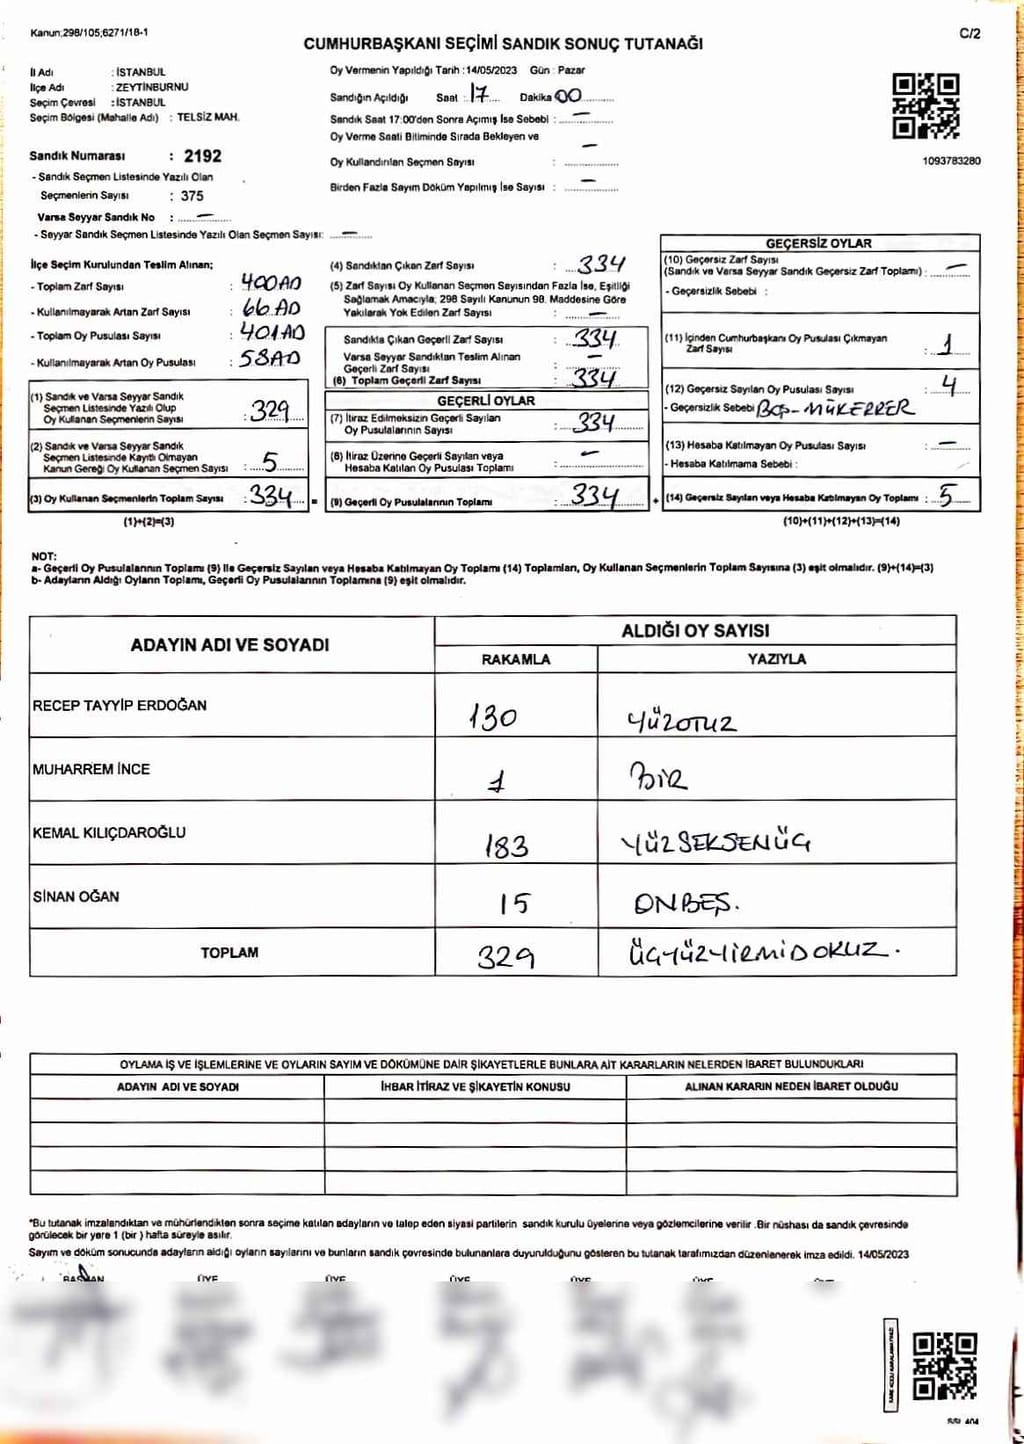 Kanun;298/105;6271/18-1
C/2
CUMHURBAŞKANI SEÇİMİ SANDIK SONUÇ TUTANAĞI
İl Adı : İSTANBUL
İlçe Adı : ZEYTİNBURNU
Seçim Çevresi : İSTANBUL
Seçim Bölgesi (Mahalle Adı) : TELSİZ MAH.
Sandık Numarası : 2192
- Sandık Seçmen Listesinde Yazılı Olan
Seçmenlerin Sayısı : 375
Varsa Seyyar Sandık No : —
- Seyyar Sandık Seçmen Listesinde Yazılı Olan Seçmen Sayısı: —
Oy Vermenin Yapıldığı Tarih : 14/05/2023 Gün : Pazar
Sandığın Açıldığı Saat : 17 Dakika 00
Sandık Saat 17:00'den Sonra Açımış İse Sebebi : —
Oy Verme Saati Bitiminde Sırada Bekleyen ve
Oy Kullandırılan Seçmen Sayısı : —
Birden Fazla Sayım Döküm Yapılmış İse Sayısı : —
1093783280
İlçe Seçim Kurulundan Teslim Alınan;
- Toplam Zarf Sayısı : 400 AD
- Kullanılmayarak Artan Zarf Sayısı : 66 AD
- Toplam Oy Pusulası Sayısı : 401 AD
- Kullanılmayarak Artan Oy Pusulası : 58 AD
(1) Sandık ve Varsa Seyyar Sandık
Seçmen Listesinde Yazılı Olup
Oy Kullanan Seçmenlerin Sayısı : 329
(2) Sandık ve Varsa Seyyar Sandık
Seçmen Listesinde Kayıtlı Olmayan
Kanun Gereği Oy Kullanan Seçmen Sayısı : 5
(3) Oy Kullanan Seçmenlerin Toplam Sayısı : 334
(1)+(2)=(3)
(4) Sandıktan Çıkan Zarf Sayısı : 334
(5) Zarf Sayısı Oy Kullanan Seçmen Sayısından Fazla İse, Eşitliği
Sağlamak Amacıyla; 298 Sayılı Kanunun 98. Maddesine Göre
Yakılarak Yok Edilen Zarf Sayısı : —
Sandıkta Çıkan Geçerli Zarf Sayısı : 334
Varsa Seyyar Sandıktan Teslim Alınan
Geçerli Zarf Sayısı : —
(6) Toplam Geçerli Zarf Sayısı : 334
GEÇERLİ OYLAR
(7) İtiraz Edilmeksizin Geçerli Sayılan
Oy Pusulalarının Sayısı : 334
(8) İtiraz Üzerine Geçerli Sayılan veya
Hesaba Katılan Oy Pusulası Toplamı : —
= (9) Geçerli Oy Pusulalarının Toplamı : 334 +
GEÇERSİZ OYLAR
(10) Geçersiz Zarf Sayısı
(Sandık ve Varsa Seyyar Sandık Geçersiz Zarf Toplamı) : —
- Geçersizlik Sebebi :
(11) İçinden Cumhurbaşkanı Oy Pusulası Çıkmayan
Zarf Sayısı : 1
(12) Geçersiz Sayılan Oy Pusulası Sayısı : 4
- Geçersizlik Sebebi BOŞ-MÜKERRER
(13) Hesaba Katılmayan Oy Pusulası Sayısı : —
- Hesaba Katılmama Sebebi :
(14) Geçersiz Sayılan veya Hesaba Katılmayan Oy Toplamı : 5
(10)+(11)+(12)+(13)=(14)
NOT:
a- Geçerli Oy Pusulalarının Toplamı (9) İle Geçersiz Sayılan veya Hesaba Katılmayan Oy Toplamı (14) Toplamları, Oy Kullanan Seçmenlerin Toplam Sayısına (3) eşit olmalıdır. (9)+(14)=(3)
b- Adayların Aldığı Oyların Toplamı, Geçerli Oy Pusulalarının Toplamına (9) eşit olmalıdır.
ADAYIN ADI VE SOYADI
ALDIĞI OY SAYISI
RAKAMLA YAZIYLA
RECEP TAYYİP ERDOĞAN 130 YÜZOTUZ
MUHARREM İNCE 1 BİR
KEMAL KILIÇDAROĞLU 183 YÜZSEKSENÜÇ
SİNAN OĞAN 15 ONBEŞ.
TOPLAM 329 ÜÇYÜZYİRMİDOKUZ.
OYLAMA İŞ VE İŞLEMLERİNE VE OYLARIN SAYIM VE DÖKÜMÜNE DAİR ŞİKAYETLERLE BUNLARA AİT KARARLARIN NELERDEN İBARET BULUNDUKLARI
ADAYIN ADI VE SOYADI İHBAR İTİRAZ VE ŞİKAYETİN KONUSU ALINAN KARARIN NEDEN İBARET OLDUĞU
*Bu tutanak imzalandıktan ve mühürlendikten sonra seçime katılan adayların ve talep eden siyasi partilerin sandık kurulu üyelerine veya gözlemcilerine verilir .Bir nüshası da sandık çevresinde
görülecek bir yere 1 (bir ) hafta süreyle asılır.
Sayım ve döküm sonucunda adayların aldığı oyların sayılarını ve bunların sandık çevresinde bulunanlara duyurulduğunu gösteren bu tutanak tarafımızdan düzenlenerek imza edildi. 14/05/2023
BAŞKAN ÜYE ÜYE ÜYE ÜYE ÜYE